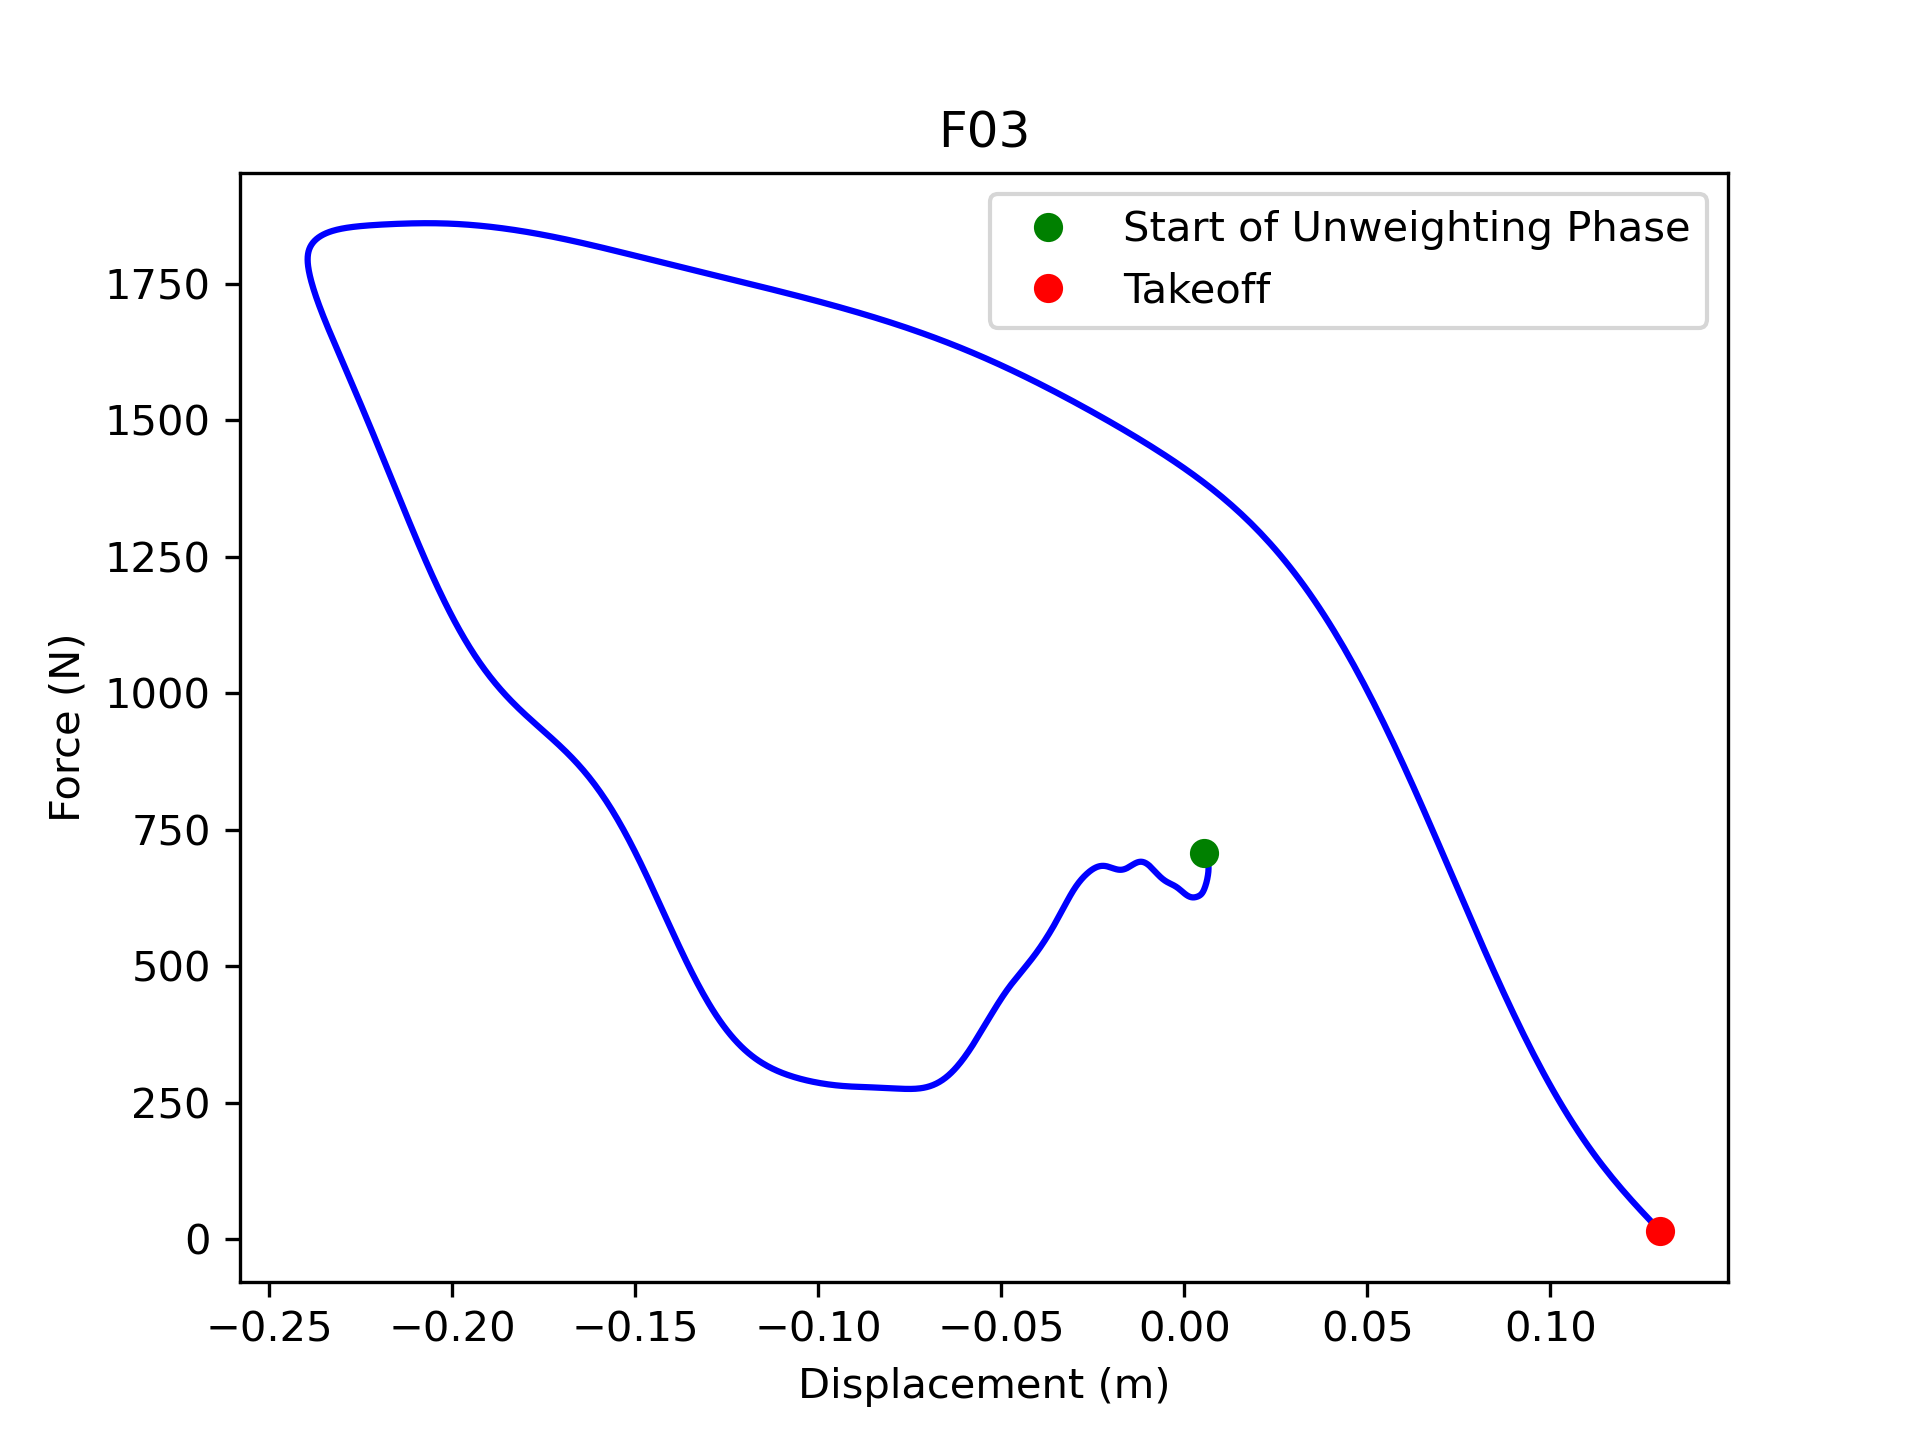 F03
Start of Unweighting Phase
Takeoff
1750
1500
1250
1000
750
500
250
0
Force (N)
−0.25 −0.20 −0.15 −0.10 −0.05 0.00 0.05 0.10
Displacement (m)